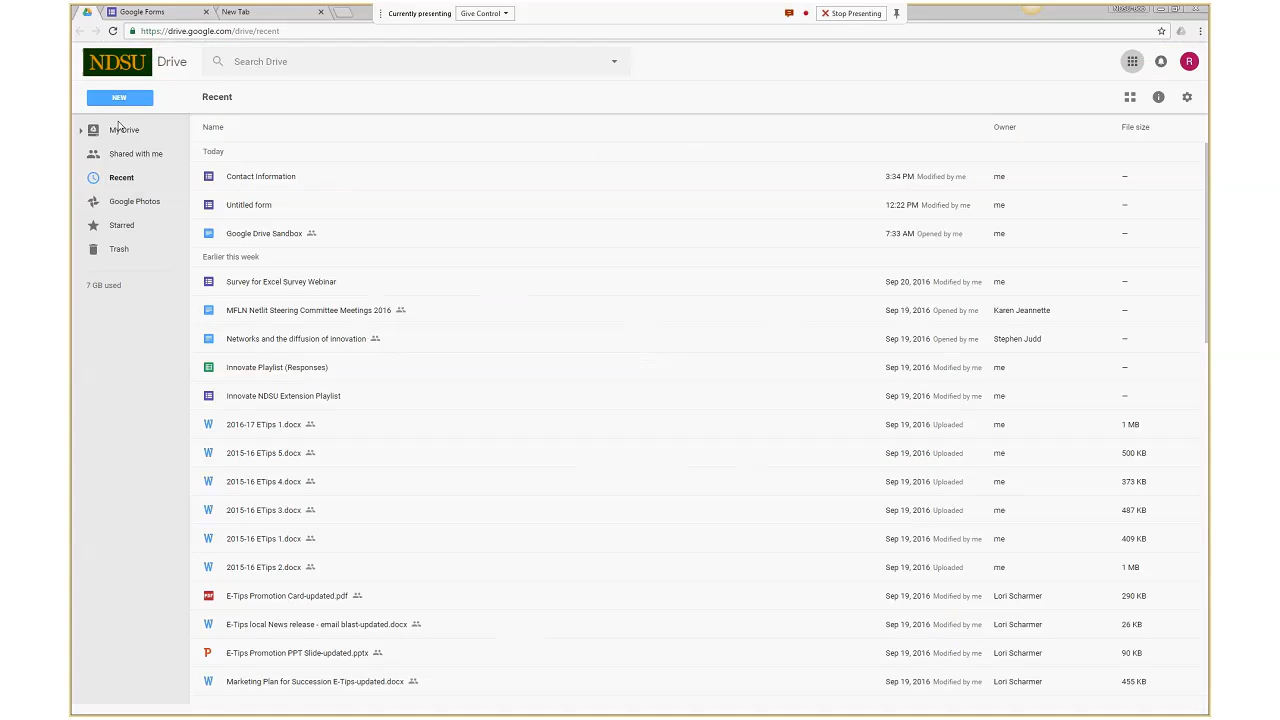 Google Forms
New Tab
Currently presenting
Give Control
Stop Presenting
https://drive.google.com/drive/recent
NDSU Drive
Search Drive
R
NEW
Recent
My Drive
Shared with me
Recent
Google Photos
Starred
Trash
7 GB used
Name Owner File size
Today
Contact Information 3:34 PM Modified by me me —
Untitled form 12:22 PM Modified by me me —
Google Drive Sandbox 7:33 AM Opened by me me —
Earlier this week
Survey for Excel Survey Webinar Sep 20, 2016 Modified by me me —
MFLN Netlit Steering Committee Meetings 2016 Sep 19, 2016 Opened by me Karen Jeannette —
Networks and the diffusion of innovation Sep 19, 2016 Opened by me Stephen Judd —
Innovate Playlist (Responses) Sep 19, 2016 Modified by me me —
Innovate NDSU Extension Playlist Sep 19, 2016 Modified by me me —
W 2016-17 ETips 1.docx Sep 19, 2016 Uploaded me 1 MB
W 2015-16 ETips 5.docx Sep 19, 2016 Uploaded me 500 KB
W 2015-16 ETips 4.docx Sep 19, 2016 Uploaded me 373 KB
W 2015-16 ETips 3.docx Sep 19, 2016 Uploaded me 487 KB
W 2015-16 ETips 1.docx Sep 19, 2016 Modified by me me 409 KB
W 2015-16 ETips 2.docx Sep 19, 2016 Uploaded me 1 MB
PDF E-Tips Promotion Card-updated.pdf Sep 19, 2016 Modified by me Lori Scharmer 290 KB
W E-Tips local News release - email blast-updated.docx Sep 19, 2016 Modified by me Lori Scharmer 26 KB
P E-Tips Promotion PPT Slide-updated.pptx Sep 19, 2016 Modified by me Lori Scharmer 90 KB
W Marketing Plan for Succession E-Tips-updated.docx Sep 19, 2016 Modified by me Lori Scharmer 455 KB